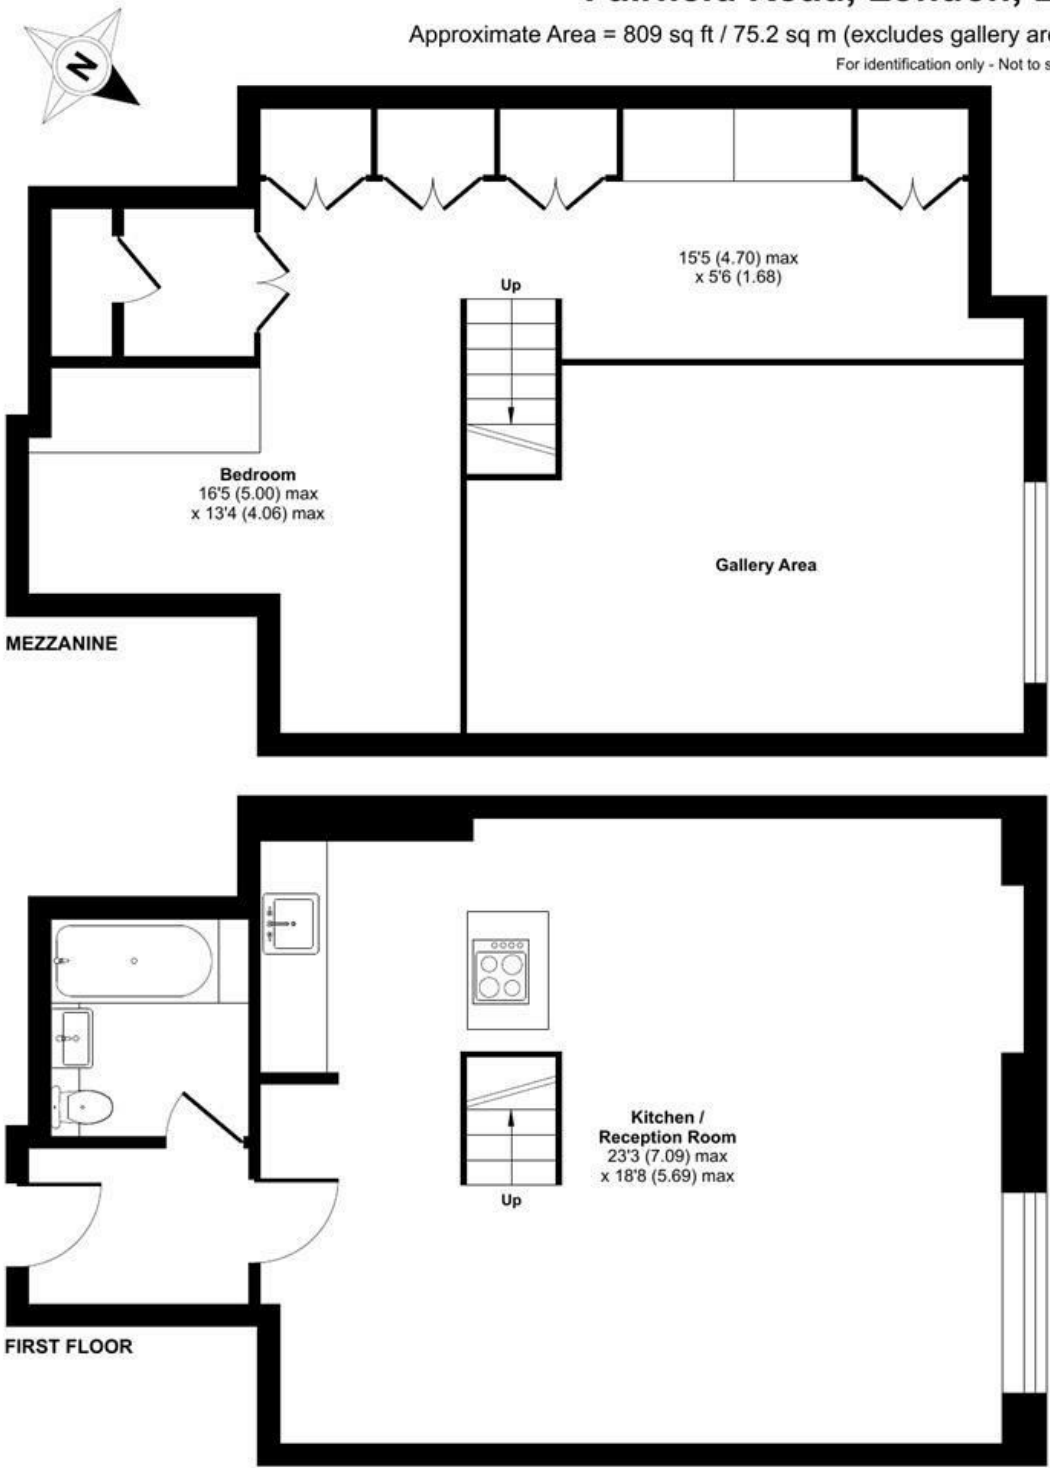 Approximate Area = 809 sq ft / 75.2 sq m (excludes gallery
For identification only - Not to
N
15'5 (4.70) max
x 5'6 (1.68)
Up
Bedroom
16'5 (5.00) max
x 13'4 (4.06) max
Gallery Area
MEZZANINE
Kitchen /
Reception Room
23'3 (7.09) max
x 18'8 (5.69) max
Up
FIRST FLOOR